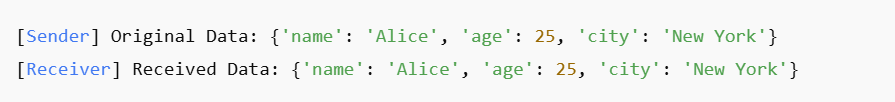 [Sender] Original Data: {'name': 'Alice', 'age': 25, 'city': 'New York'}
[Receiver] Received Data: {'name': 'Alice', 'age': 25, 'city': 'New York'}